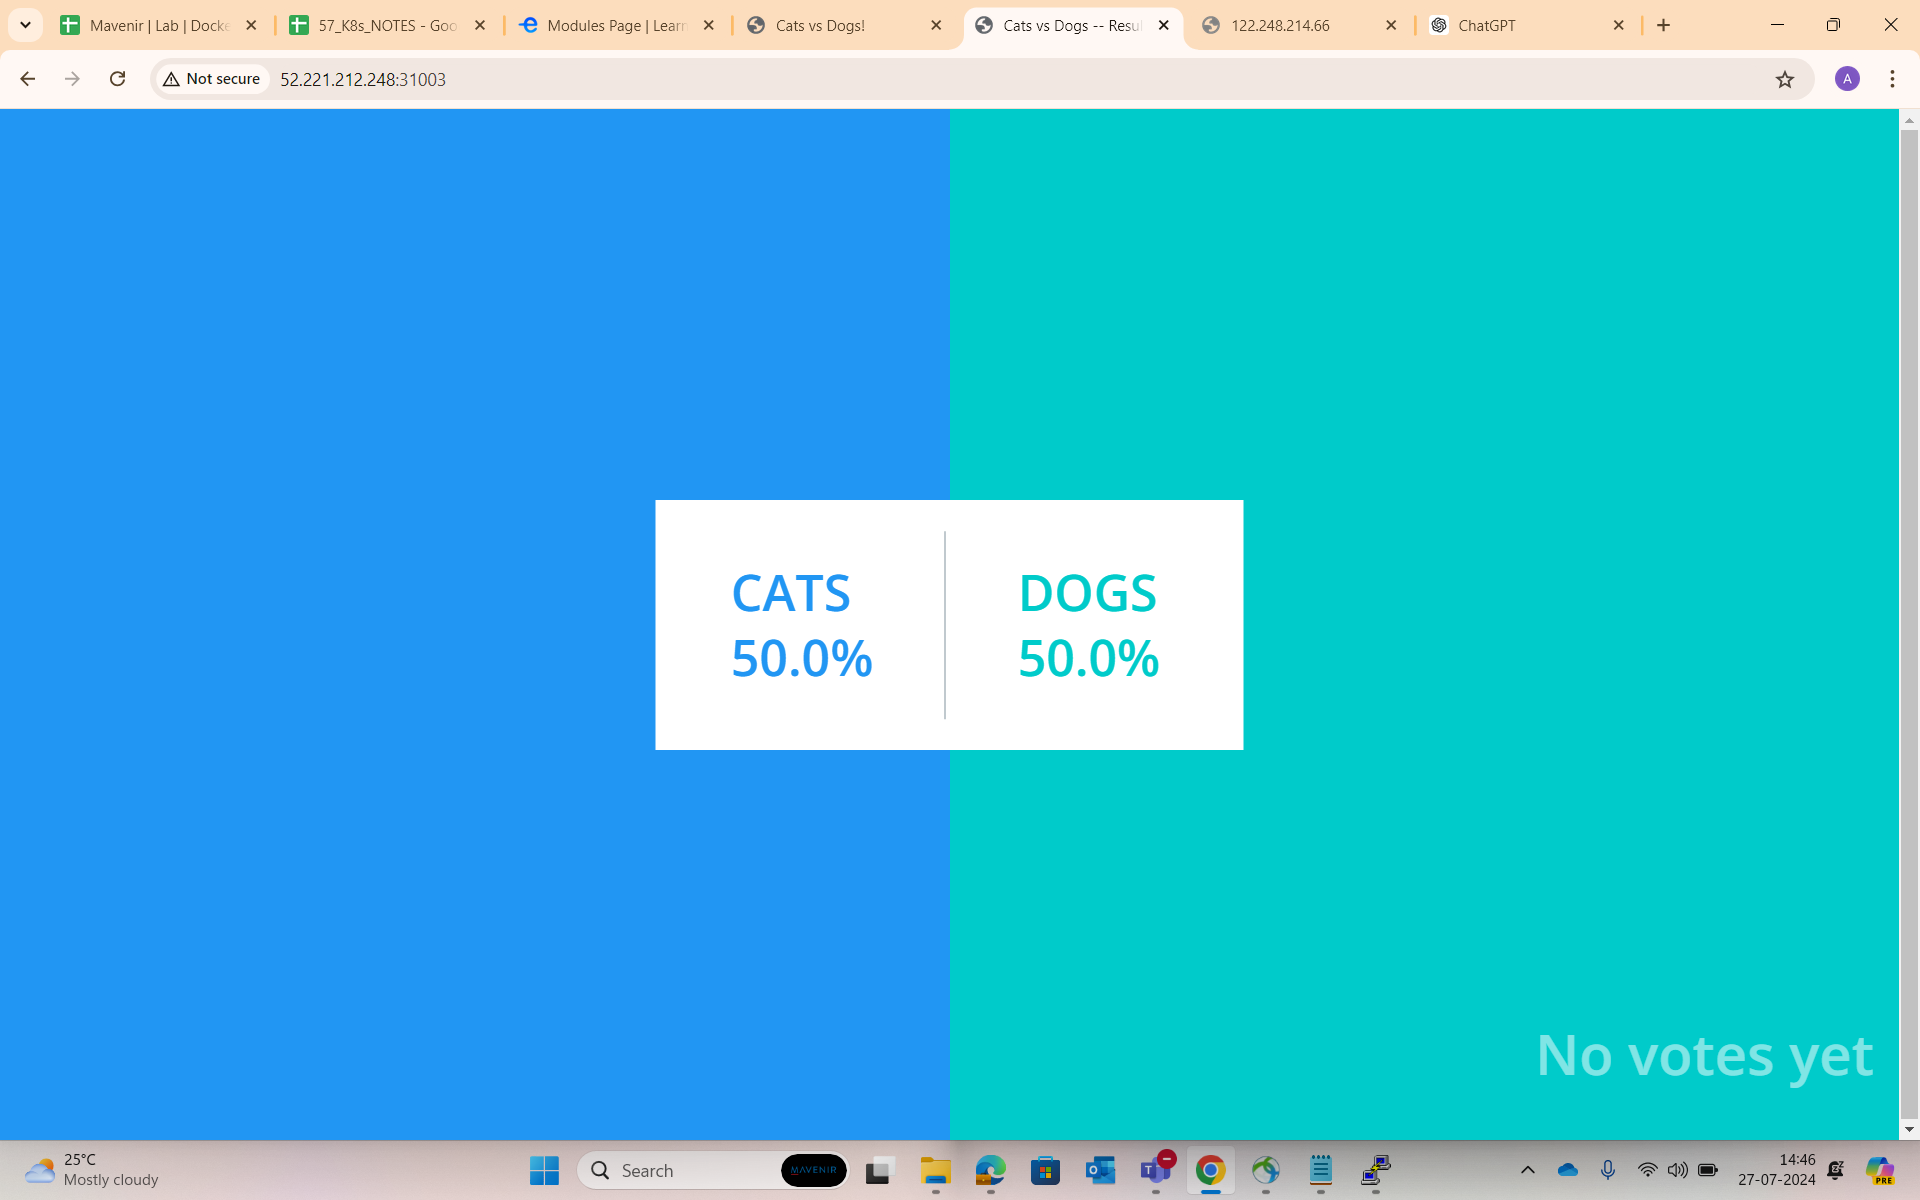 Mavenir | Lab | Docke
57_K8s_NOTES - Goo
Modules Page | Learn
Cats vs Dogs!
Cats vs Dogs -- Resu
122.248.214.66
ChatGPT
Not secure
52.221.212.248:31003
A
CATS
50.0%
DOGS
50.0%
No votes yet
25°C
Mostly cloudy
Search
MAVENIR
14:46
27-07-2024
PRE